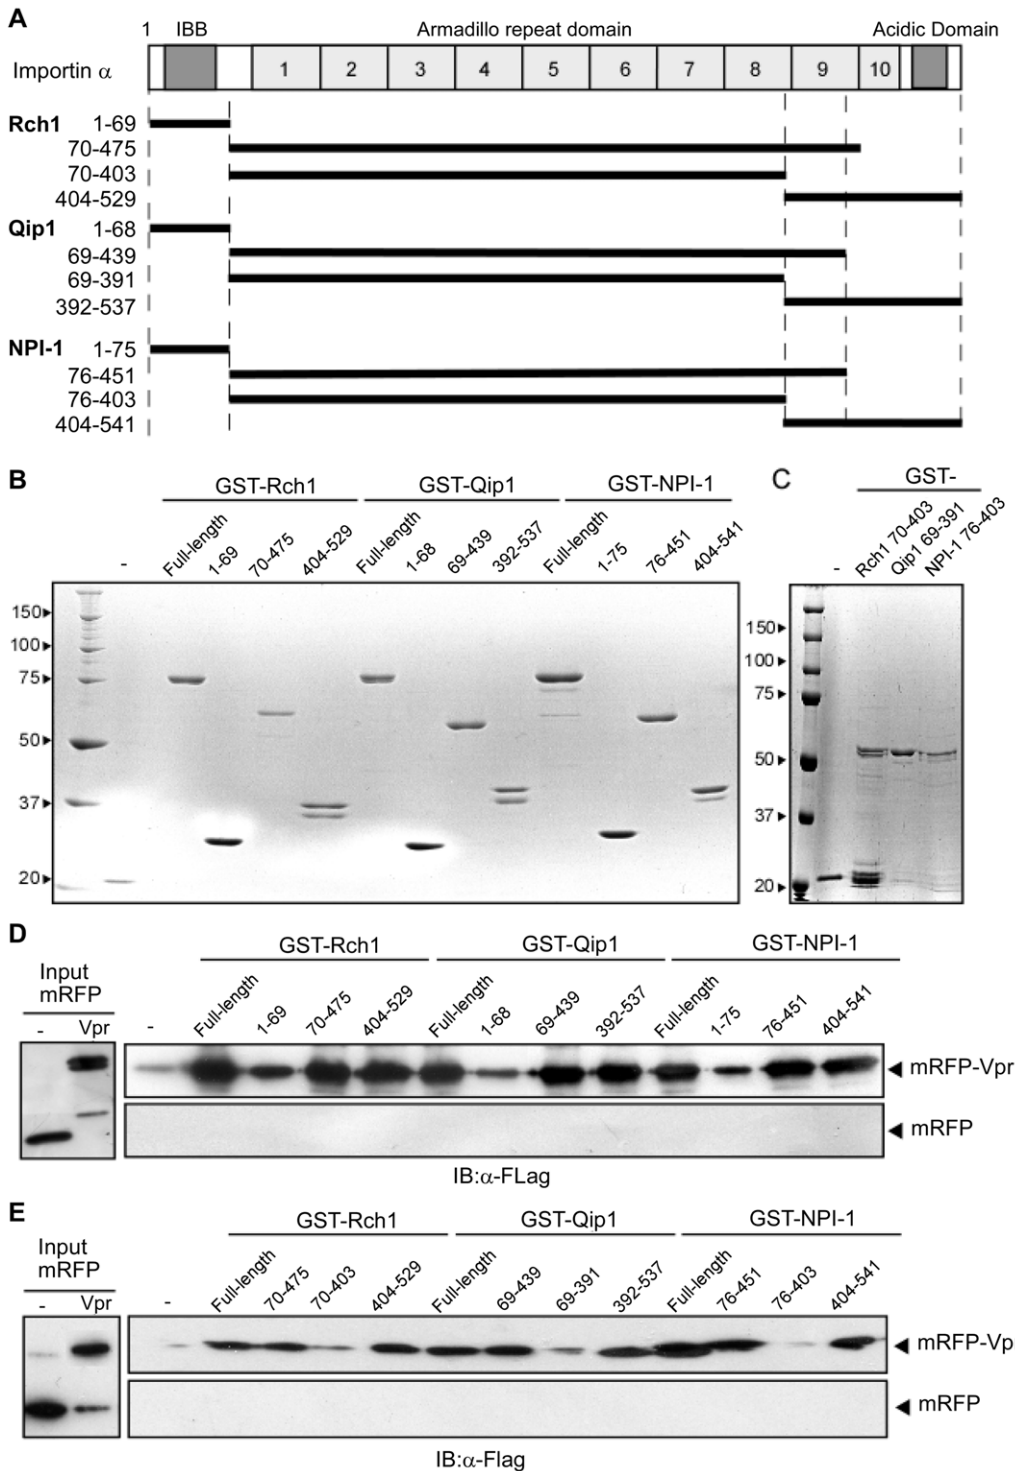 A
1 IBB Armadillo repeat domain Acidic Domain
Importin α 1 2 3 4 5 6 7 8 9 10
Rch1 1-69
70-475
70-403
404-529
Qip1 1-68
69-439
69-391
392-537
NPI-1 1-75
76-451
76-403
404-541
B
GST-Rch1 GST-Qip1 GST-NPI-1
- Full-length 1-69 70-475 404-529 Full-length 1-68 69-439 392-537 Full-length 1-75 76-451 404-541
150
100
75
50
37
20
C
GST-
- Rch1 70-403 Qip1 69-391 NPI-1 76-403
150
100
75
50
37
20
D
GST-Rch1 GST-Qip1 GST-NPI-1
Input
mRFP
- Vpr
- Full-length 1-69 70-475 404-529 Full-length 1-68 69-439 392-537 Full-length 1-75 76-451 404-541
mRFP-Vpr
mRFP
IB:α-FLag
E
GST-Rch1 GST-Qip1 GST-NPI-1
Input
mRFP
- Vpr
- Full-length 70-475 70-403 404-529 Full-length 69-439 69-391 392-537 Full-length 76-451 76-403 404-541
mRFP-Vp
mRFP
IB:α-Flag